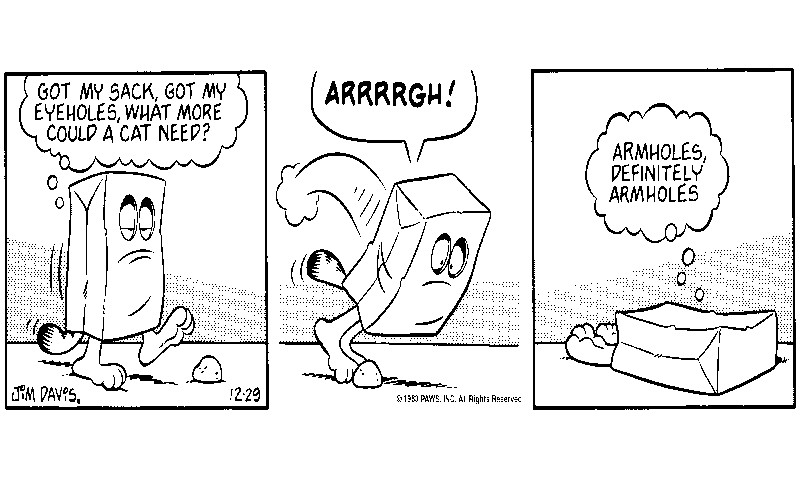 GOT MY SACK, GOT MY
EYEHOLES, WHAT MORE
COULD A CAT NEED?
JIM DAVIS.
12-29
ARRRRGH!
© 1983 PAWS, INC. All Rights Reserved
ARMHOLES,
DEFINITELY
ARMHOLES